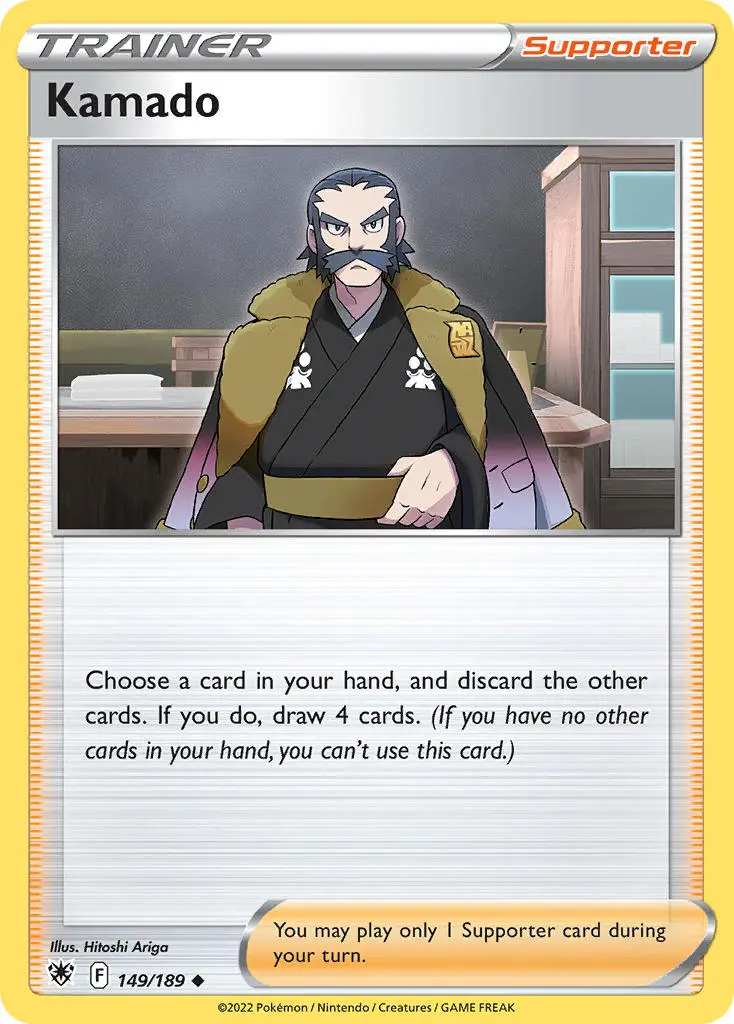 TRAINER
Supporter
Kamado
Choose a card in your hand, and discard the other
cards. If you do, draw 4 cards. (If you have no other
cards in your hand, you can't use this card.)
You may play only 1 Supporter card during
your turn.
Illus. Hitoshi Ariga
F 149/189
©2022 Pokémon / Nintendo / Creatures / GAME FREAK